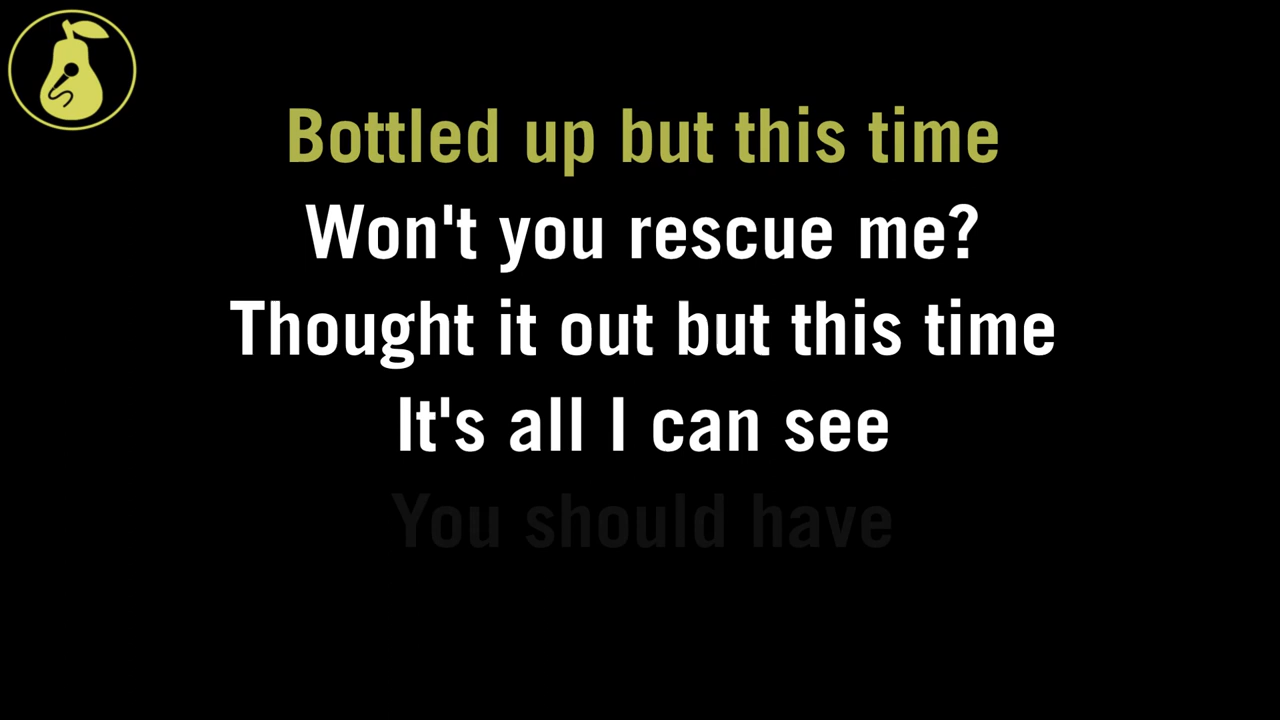 Bottled up but this time
Won't you rescue me?
Thought it out but this time
It's all I can see
You should have